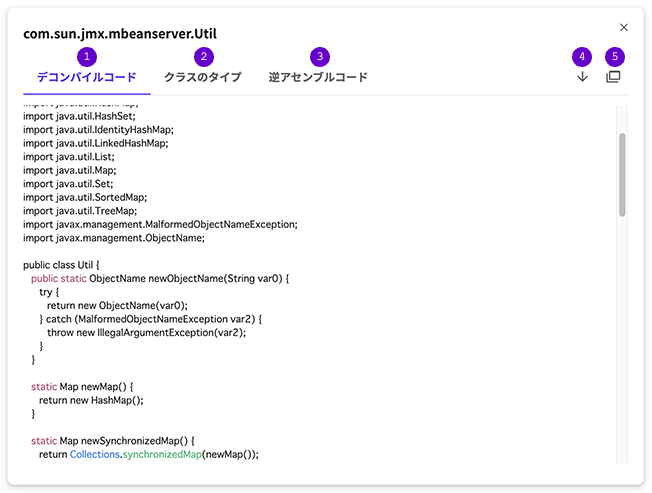 com.sun.jmx.mbeanserver.Util
1 2 3 4 5
デコンパイルコード クラスのタイプ 逆アセンブルコード
import java.util.HashMap;
import java.util.HashSet;
import java.util.IdentityHashMap;
import java.util.LinkedHashMap;
import java.util.List;
import java.util.Map;
import java.util.Set;
import java.util.SortedMap;
import java.util.TreeMap;
import javax.management.MalformedObjectNameException;
import javax.management.ObjectName;
public class Util {
public static ObjectName newObjectName(String var0) {
try {
return new ObjectName(var0);
} catch (MalformedObjectNameException var2) {
throw new IllegalArgumentException(var2);
}
}
static Map newMap() {
return new HashMap();
}
static Map newSynchronizedMap() {
return Collections.synchronizedMap(newMap());